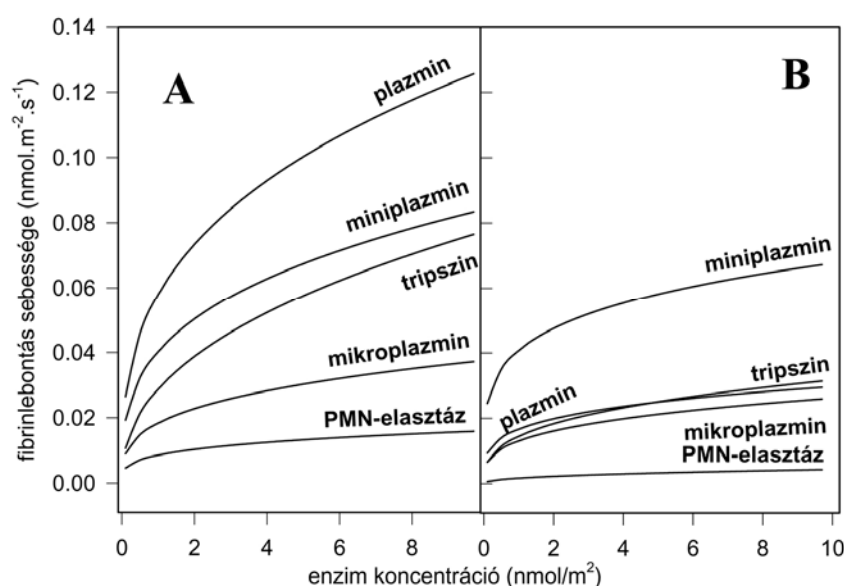 0.14
0.12
0.10
0.08
0.06
0.04
0.02
0.00
fibrinlebontás sebessége (nmol.m⁻².s⁻¹)
A
plazmin
miniplazmin
tripszin
mikroplazmin
PMN-elasztáz
B
miniplazmin
plazmin
tripszin
mikroplazmin
PMN-elasztáz
0 2 4 6 8 0 2 4 6 8 10
enzim koncentráció (nmol/m²)